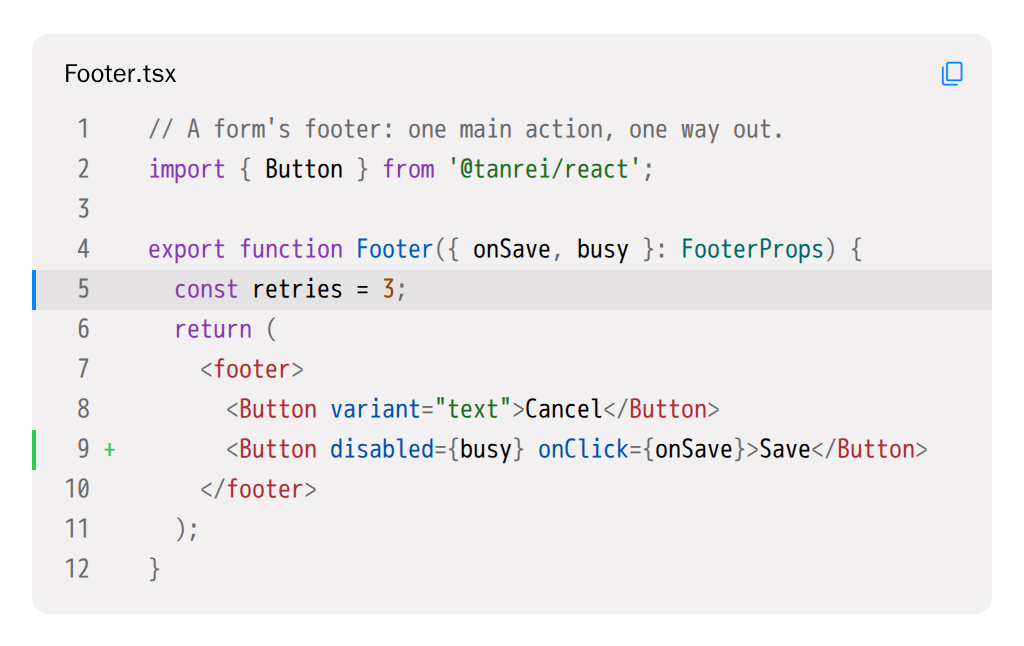 Footer.tsx
1 // A form's footer: one main action, one way out.
2 import { Button } from '@tanrei/react';
3
4 export function Footer({ onSave, busy }: FooterProps) {
5   const retries = 3;
6   return (
7     <footer>
8       <Button variant="text">Cancel</Button>
9 +       <Button disabled={busy} onClick={onSave}>Save</Button>
10     </footer>
11   );
12 }